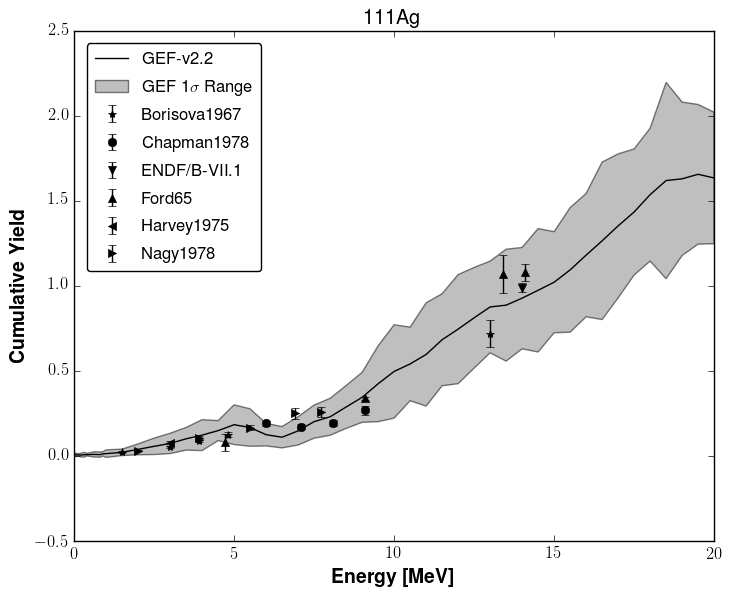 111Ag
2.5
2.0
1.5
1.0
0.5
0.0
−0.5
Cumulative Yield
GEF-v2.2
GEF 1σ Range
Borisova1967
Chapman1978
ENDF/B-VII.1
Ford65
Harvey1975
Nagy1978
0 5 10 15 20
Energy [MeV]